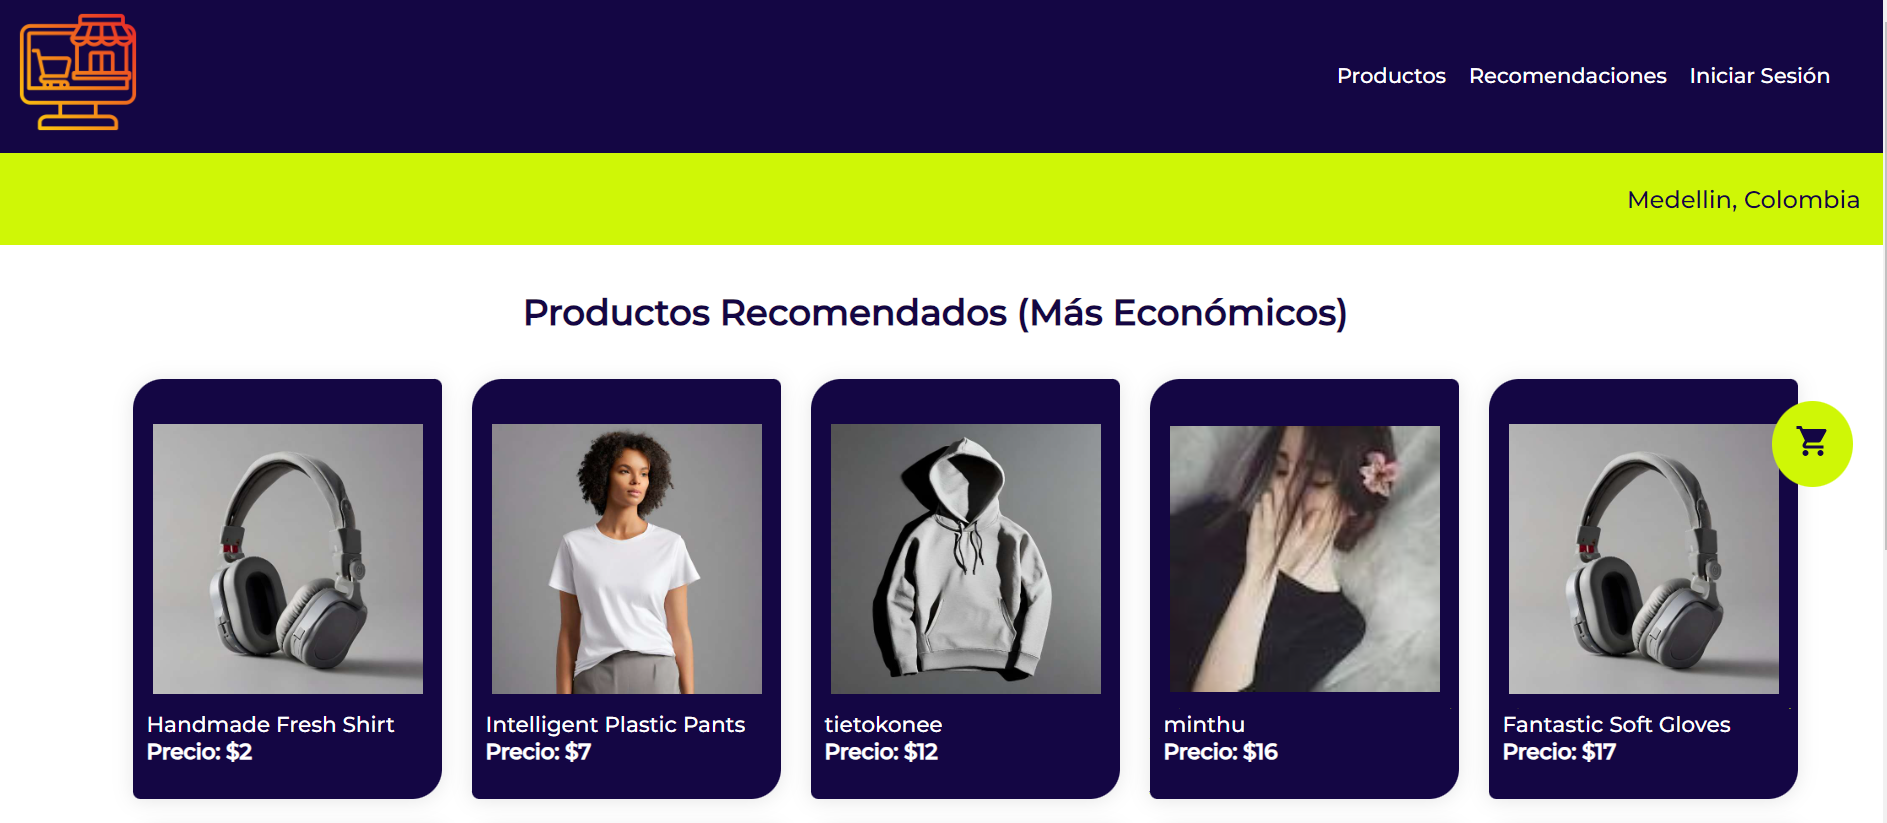 Productos Recomendaciones Iniciar Sesión
Medellin, Colombia
Productos Recomendados (Más Económicos)
Handmade Fresh Shirt
Precio: $2
Intelligent Plastic Pants
Precio: $7
tietokonee
Precio: $12
minthu
Precio: $16
Fantastic Soft Gloves
Precio: $17